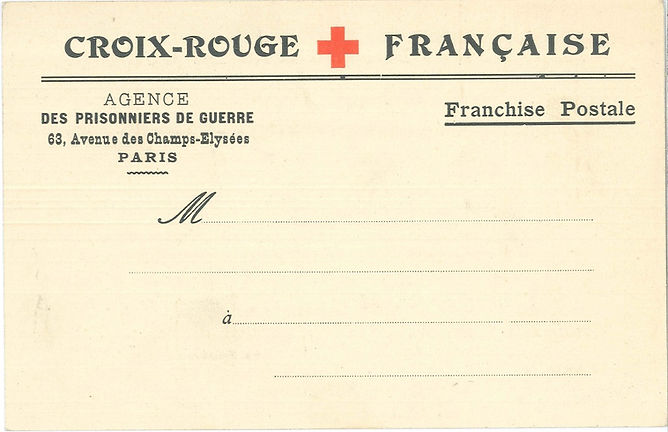 CROIX-ROUGE FRANÇAISE
AGENCE
DES PRISONNIERS DE GUERRE
63, Avenue des Champs-Elysées
PARIS
Franchise Postale
M
à